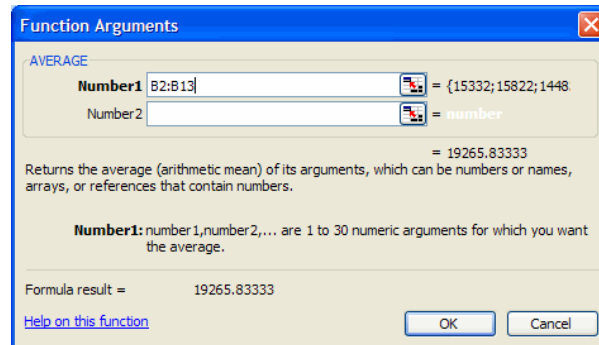 Function Arguments
AVERAGE
Number1 B2:B13 = {15332;15822;1448
Number2 = number
= 19265.83333
Returns the average (arithmetic mean) of its arguments, which can be numbers or names,
arrays, or references that contain numbers.
Number1: number1,number2,... are 1 to 30 numeric arguments for which you want
the average.
Formula result = 19265.83333
Help on this function
OK Cancel